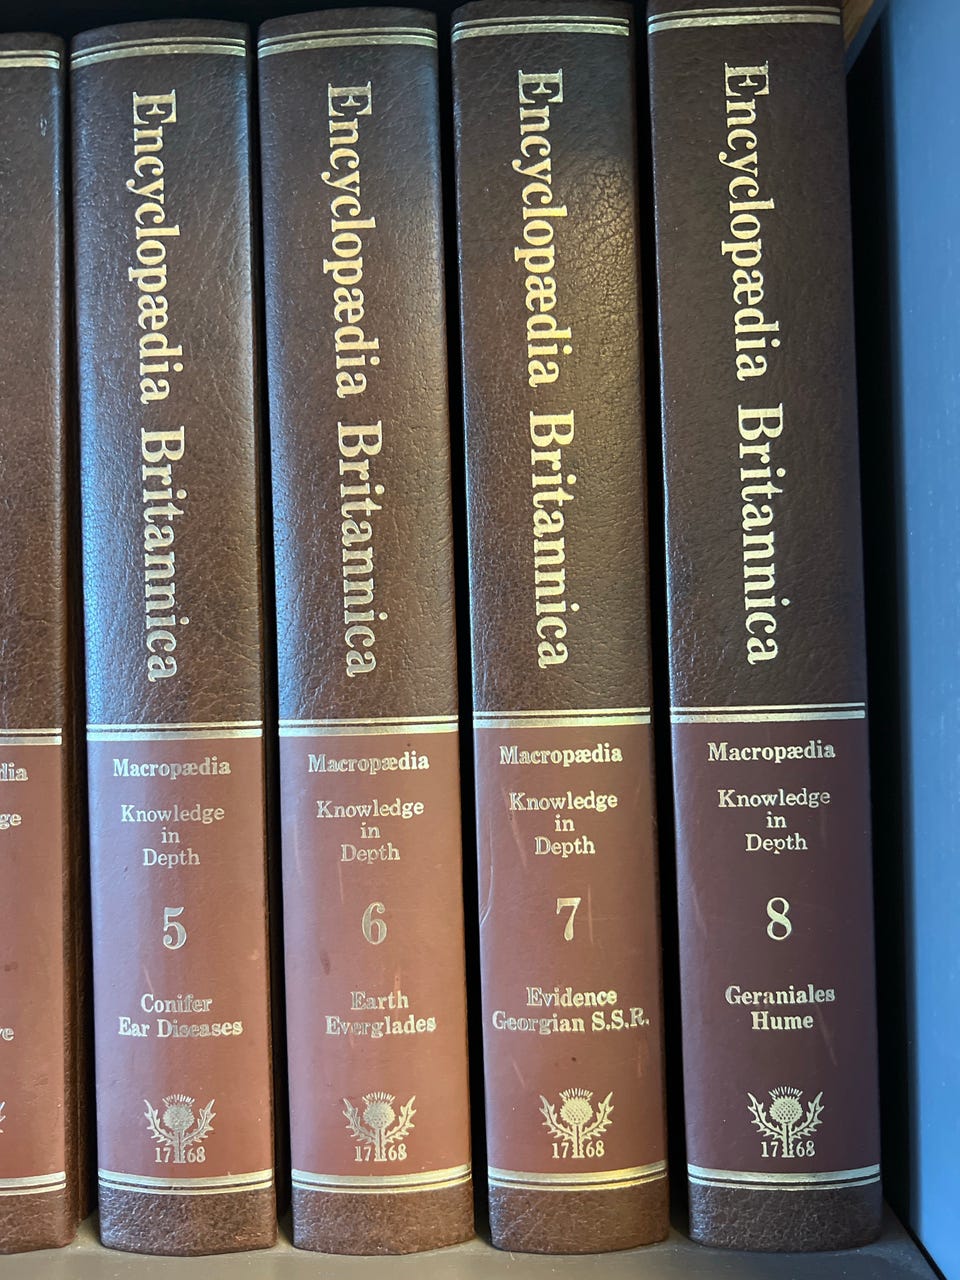 Encyclopædia Britannica
Macropædia
Knowledge
in
Depth
5
Conifer
Ear Diseases
1768
Encyclopædia Britannica
Macropædia
Knowledge
in
Depth
6
Earth
Everglades
1768
Encyclopædia Britannica
Macropædia
Knowledge
in
Depth
7
Evidence
Georgian S.S.R.
1768
Encyclopædia Britannica
Macropædia
Knowledge
in
Depth
8
Geraniales
Hume
1768